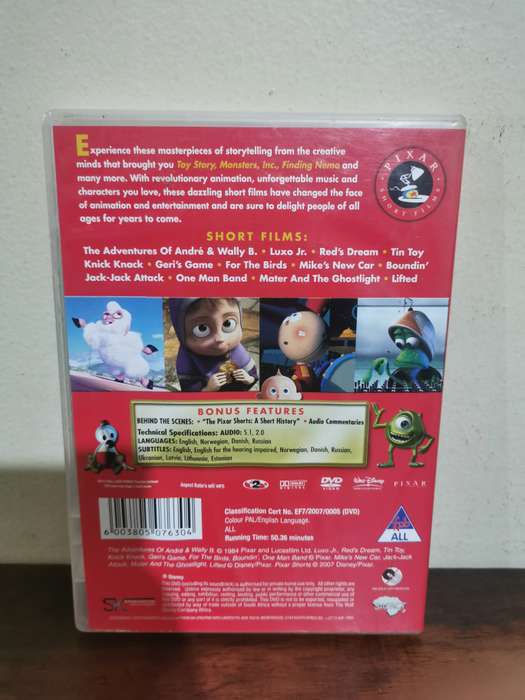 Experience these masterpieces of storytelling from the creative
minds that brought you Toy Story, Monsters, Inc., Finding Nemo and
many more. With revolutionary animation, unforgettable music and
characters you love, these dazzling short films have changed the face
of animation and entertainment and are sure to delight people of all
ages for years to come.
PIXAR
SHORT FILMS
SHORT FILMS:
The Adventures Of André & Wally B. • Luxo Jr. • Red's Dream • Tin Toy
Knick Knack • Geri's Game • For The Birds • Mike's New Car • Boundin'
Jack-Jack Attack • One Man Band • Mater And The Ghostlight • Lifted
BONUS FEATURES
BEHIND THE SCENES: • "The Pixar Shorts: A Short History" • Audio Commentaries
Technical Specifications: AUDIO: 5.1, 2.0
LANGUAGES: English, Norwegian, Danish, Russian
SUBTITLES: English, English for the hearing impaired, Norwegian, Danish, Russian,
Ukranian, Latvia, Lithunnia, Estonian
2
DOLBY
DIGITAL
DVD
VIDEO
PIXAR
6 003805 076304
Classification Cert No. EF7/2007/0005 (DVD)
Colour PAL/English Language.
ALL
Running Time: 50.36 minutes
ALL
The Adventures Of André & Wally B. © 1984 Pixar and Lucasfilm Ltd. Luxo Jr., Red's Dream, Tin Toy,
Knick Knack, Geri's Game, For The Birds, Boundin', One Man Band © Pixar. Mike's New Car, Jack-Jack
Attack, Mater And The Ghostlight, Lifted © Disney/Pixar. Pixar Shorts © 2007 Disney/Pixar.
© Disney